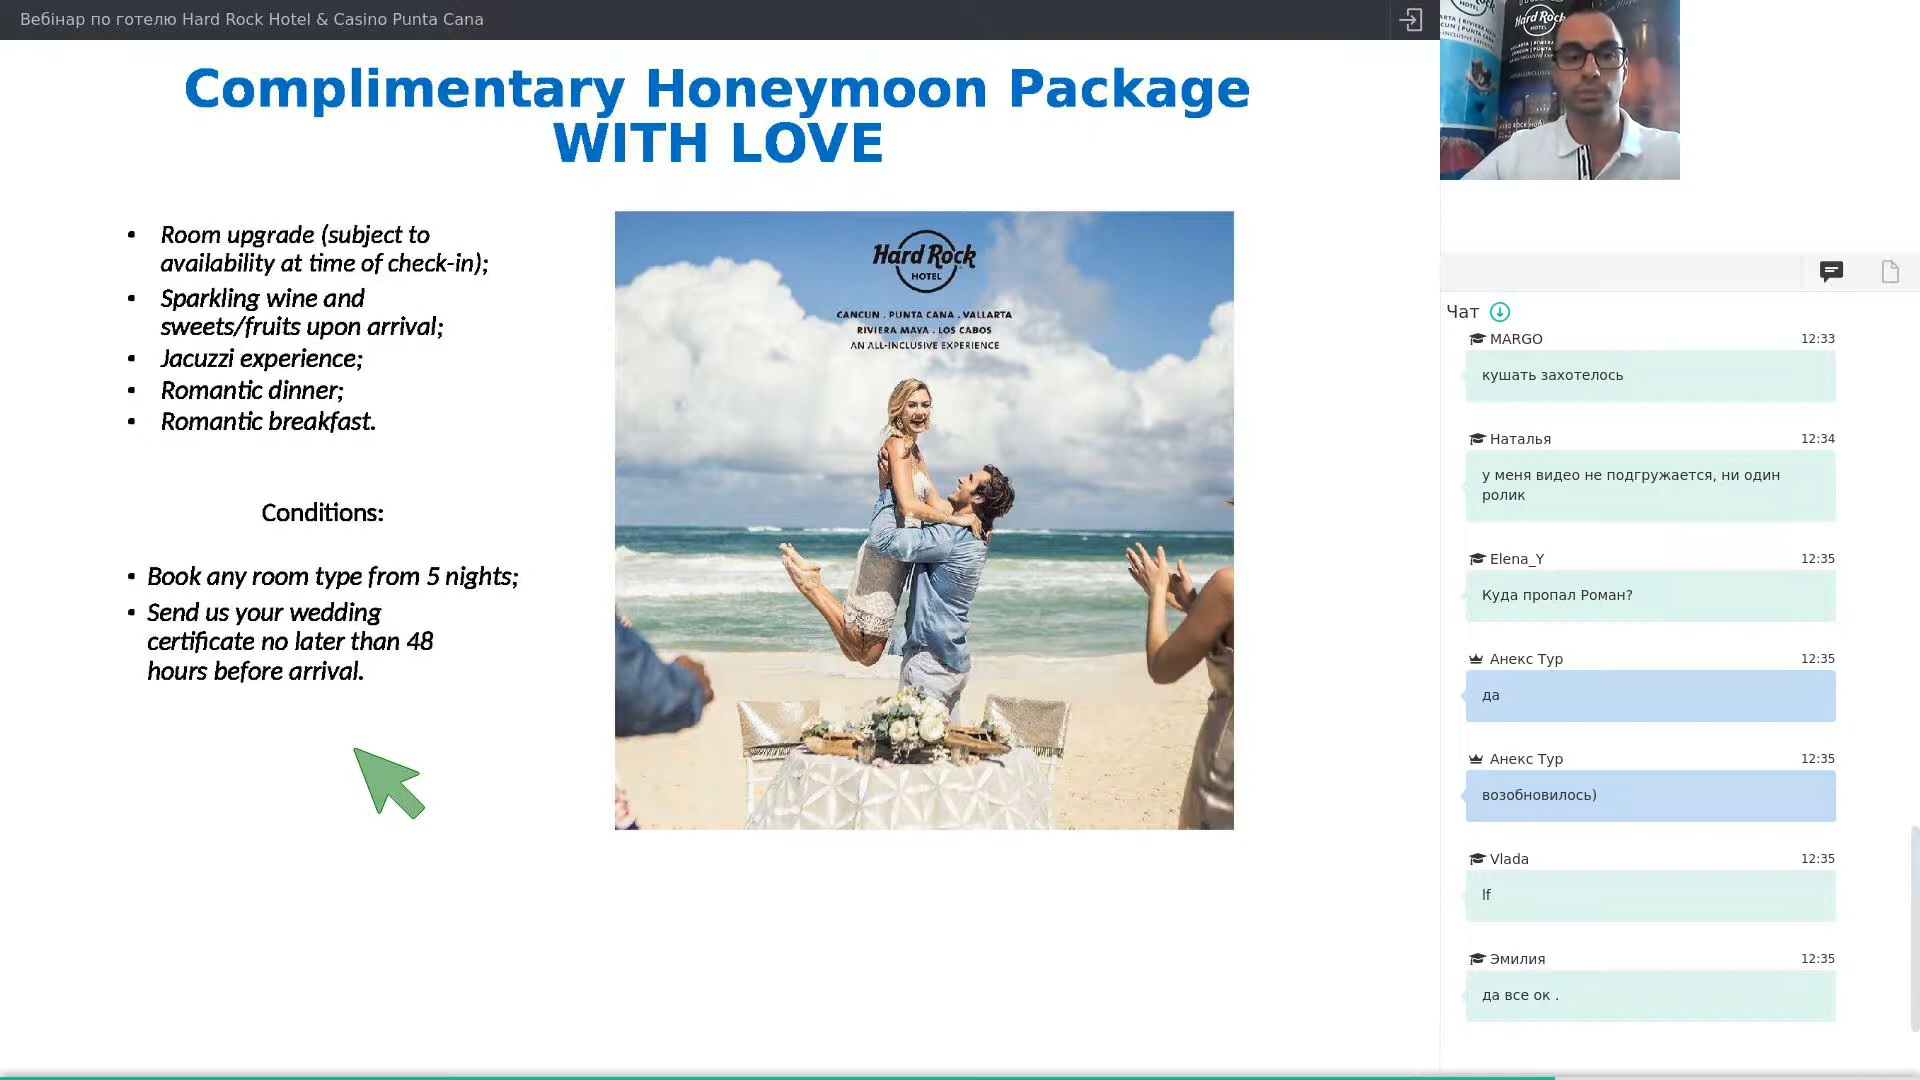 Вебінар по готелю Hard Rock Hotel & Casino Punta Cana
Complimentary Honeymoon Package
WITH LOVE
• Room upgrade (subject to
availability at time of check-in);
• Sparkling wine and
sweets/fruits upon arrival;
• Jacuzzi experience;
• Romantic dinner;
• Romantic breakfast.
Conditions:
• Book any room type from 5 nights;
• Send us your wedding
certificate no later than 48
hours before arrival.
Hard Rock
HOTEL
CANCUN . PUNTA CANA . VALLARTA
RIVIERA MAYA . LOS CABOS
AN ALL-INCLUSIVE EXPERIENCE
HOTEL
Hard Rock
HOTEL
Чат
MARGO 12:33
кушать захотелось
Наталья 12:34
у меня видео не подгружается, ни один
ролик
Elena_Y 12:35
Куда пропал Роман?
Анекс Тур 12:35
да
Анекс Тур 12:35
возобновилось)
Vlada 12:35
lf
Эмилия 12:35
да все ок .